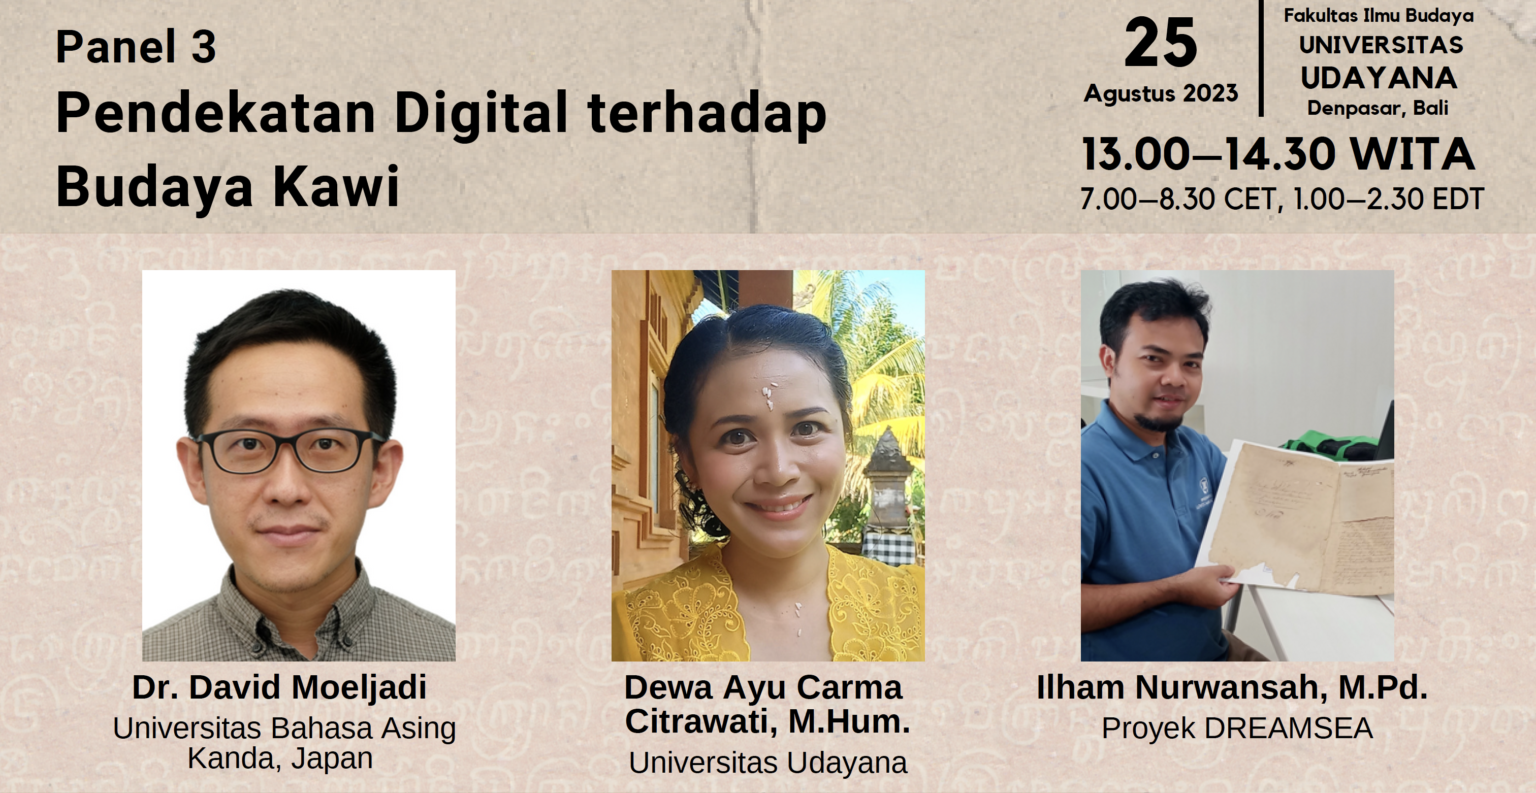 Panel 3
Pendekatan Digital terhadap
Budaya Kawi
25
Agustus 2023
Fakultas Ilmu Budaya
UNIVERSITAS
UDAYANA
Denpasar, Bali
13.00–14.30 WITA
7.00–8.30 CET, 1.00–2.30 EDT
Dr. David Moeljadi
Universitas Bahasa Asing
Kanda, Japan
Dewa Ayu Carma
Citrawati, M.Hum.
Universitas Udayana
Ilham Nurwansah, M.Pd.
Proyek DREAMSEA